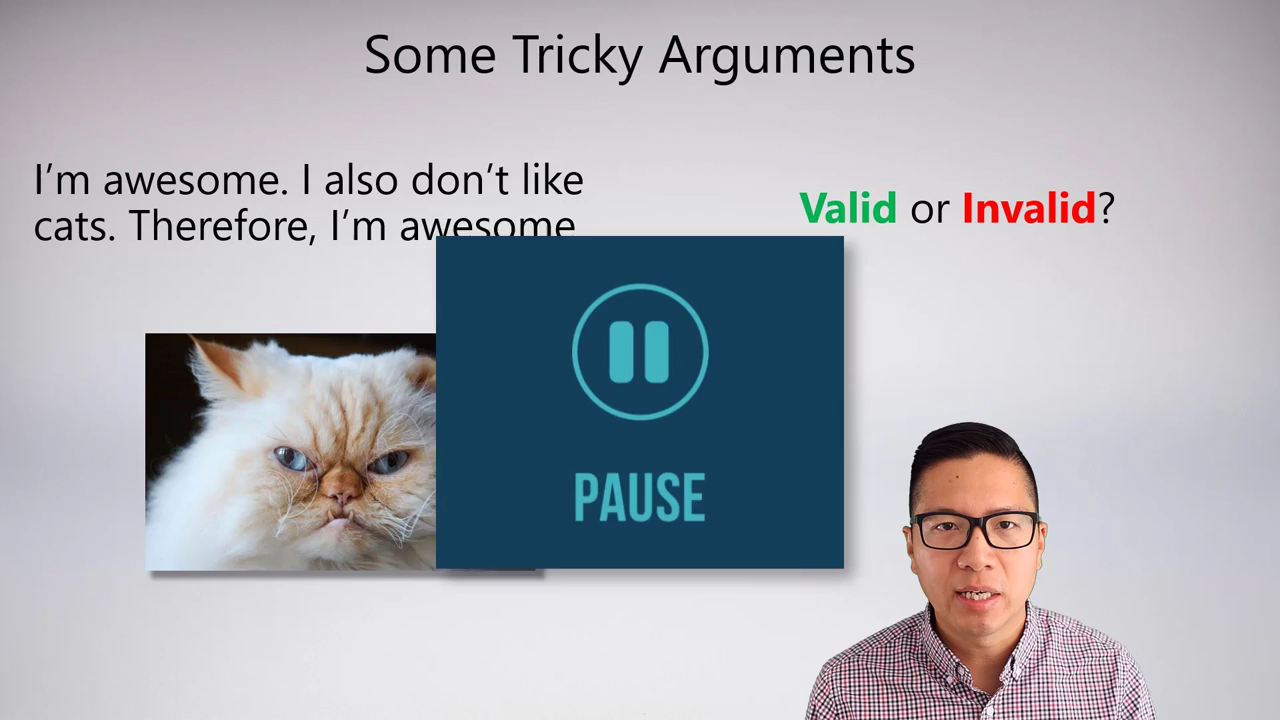 Some Tricky Arguments
I’m awesome. I also don’t like
cats. Therefore, I’m awesome
Valid or Invalid?
PAUSE